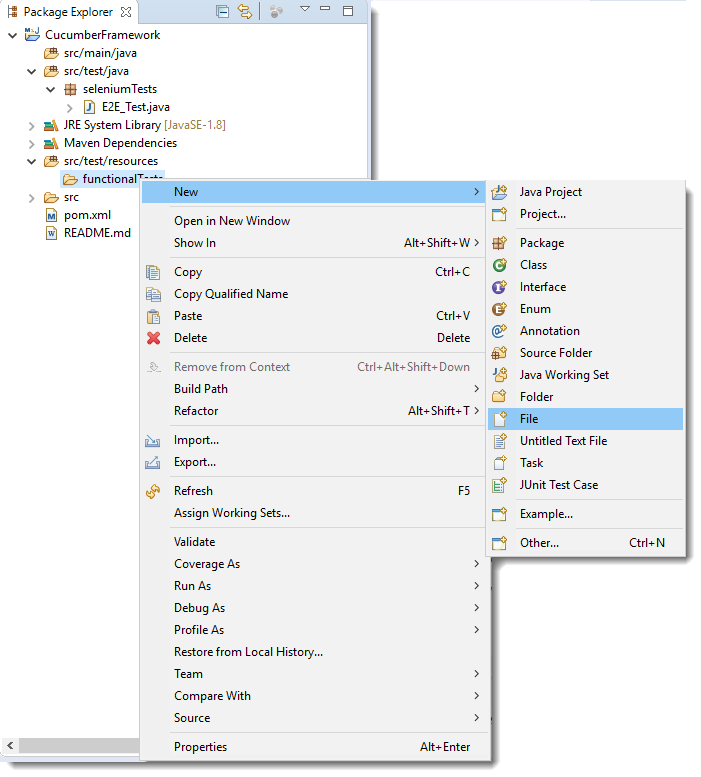 Package Explorer
CucumberFramework
src/main/java
src/test/java
seleniumTests
E2E_Test.java
JRE System Library [JavaSE-1.8]
Maven Dependencies
src/test/resources
functionalTests
src
pom.xml
README.md
New
Open in New Window
Show In Alt+Shift+W
Copy Ctrl+C
Copy Qualified Name
Paste Ctrl+V
Delete Delete
Remove from Context Ctrl+Alt+Shift+Down
Build Path
Refactor Alt+Shift+T
Import...
Export...
Refresh F5
Assign Working Sets...
Validate
Coverage As
Run As
Debug As
Profile As
Restore from Local History...
Team
Compare With
Source
Properties Alt+Enter
Java Project
Project...
Package
Class
Interface
Enum
Annotation
Source Folder
Java Working Set
Folder
File
Untitled Text File
Task
JUnit Test Case
Example...
Other... Ctrl+N